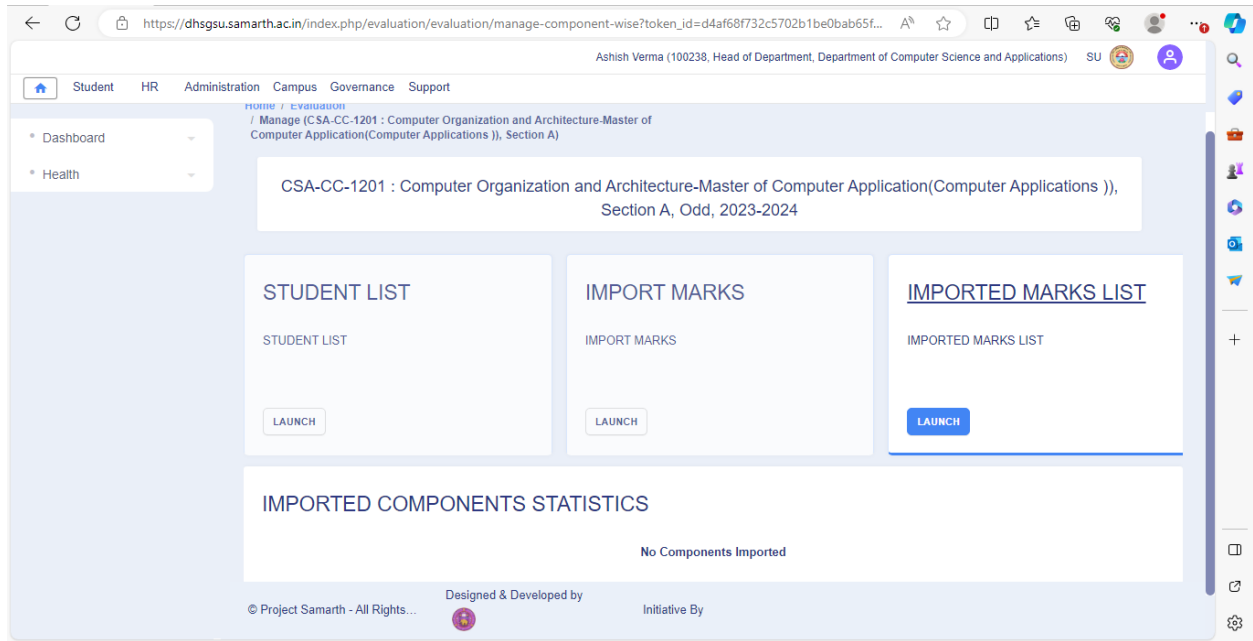 https://dhsgsu.samarth.ac.in/index.php/evaluation/evaluation/manage-component-wise?token_id=d4af68f732c5702b1be0bab65f...
Ashish Verma (100238, Head of Department, Department of Computer Science and Applications) SU
Student HR Administration Campus Governance Support
Home / Evaluation
/ Manage (CSA-CC-1201 : Computer Organization and Architecture-Master of
Computer Application(Computer Applications )), Section A)
Dashboard
Health
CSA-CC-1201 : Computer Organization and Architecture-Master of Computer Application(Computer Applications )),
Section A, Odd, 2023-2024
STUDENT LIST
STUDENT LIST
LAUNCH
IMPORT MARKS
IMPORT MARKS
LAUNCH
IMPORTED MARKS LIST
IMPORTED MARKS LIST
LAUNCH
IMPORTED COMPONENTS STATISTICS
No Components Imported
© Project Samarth - All Rights...
Designed & Developed by
Initiative By